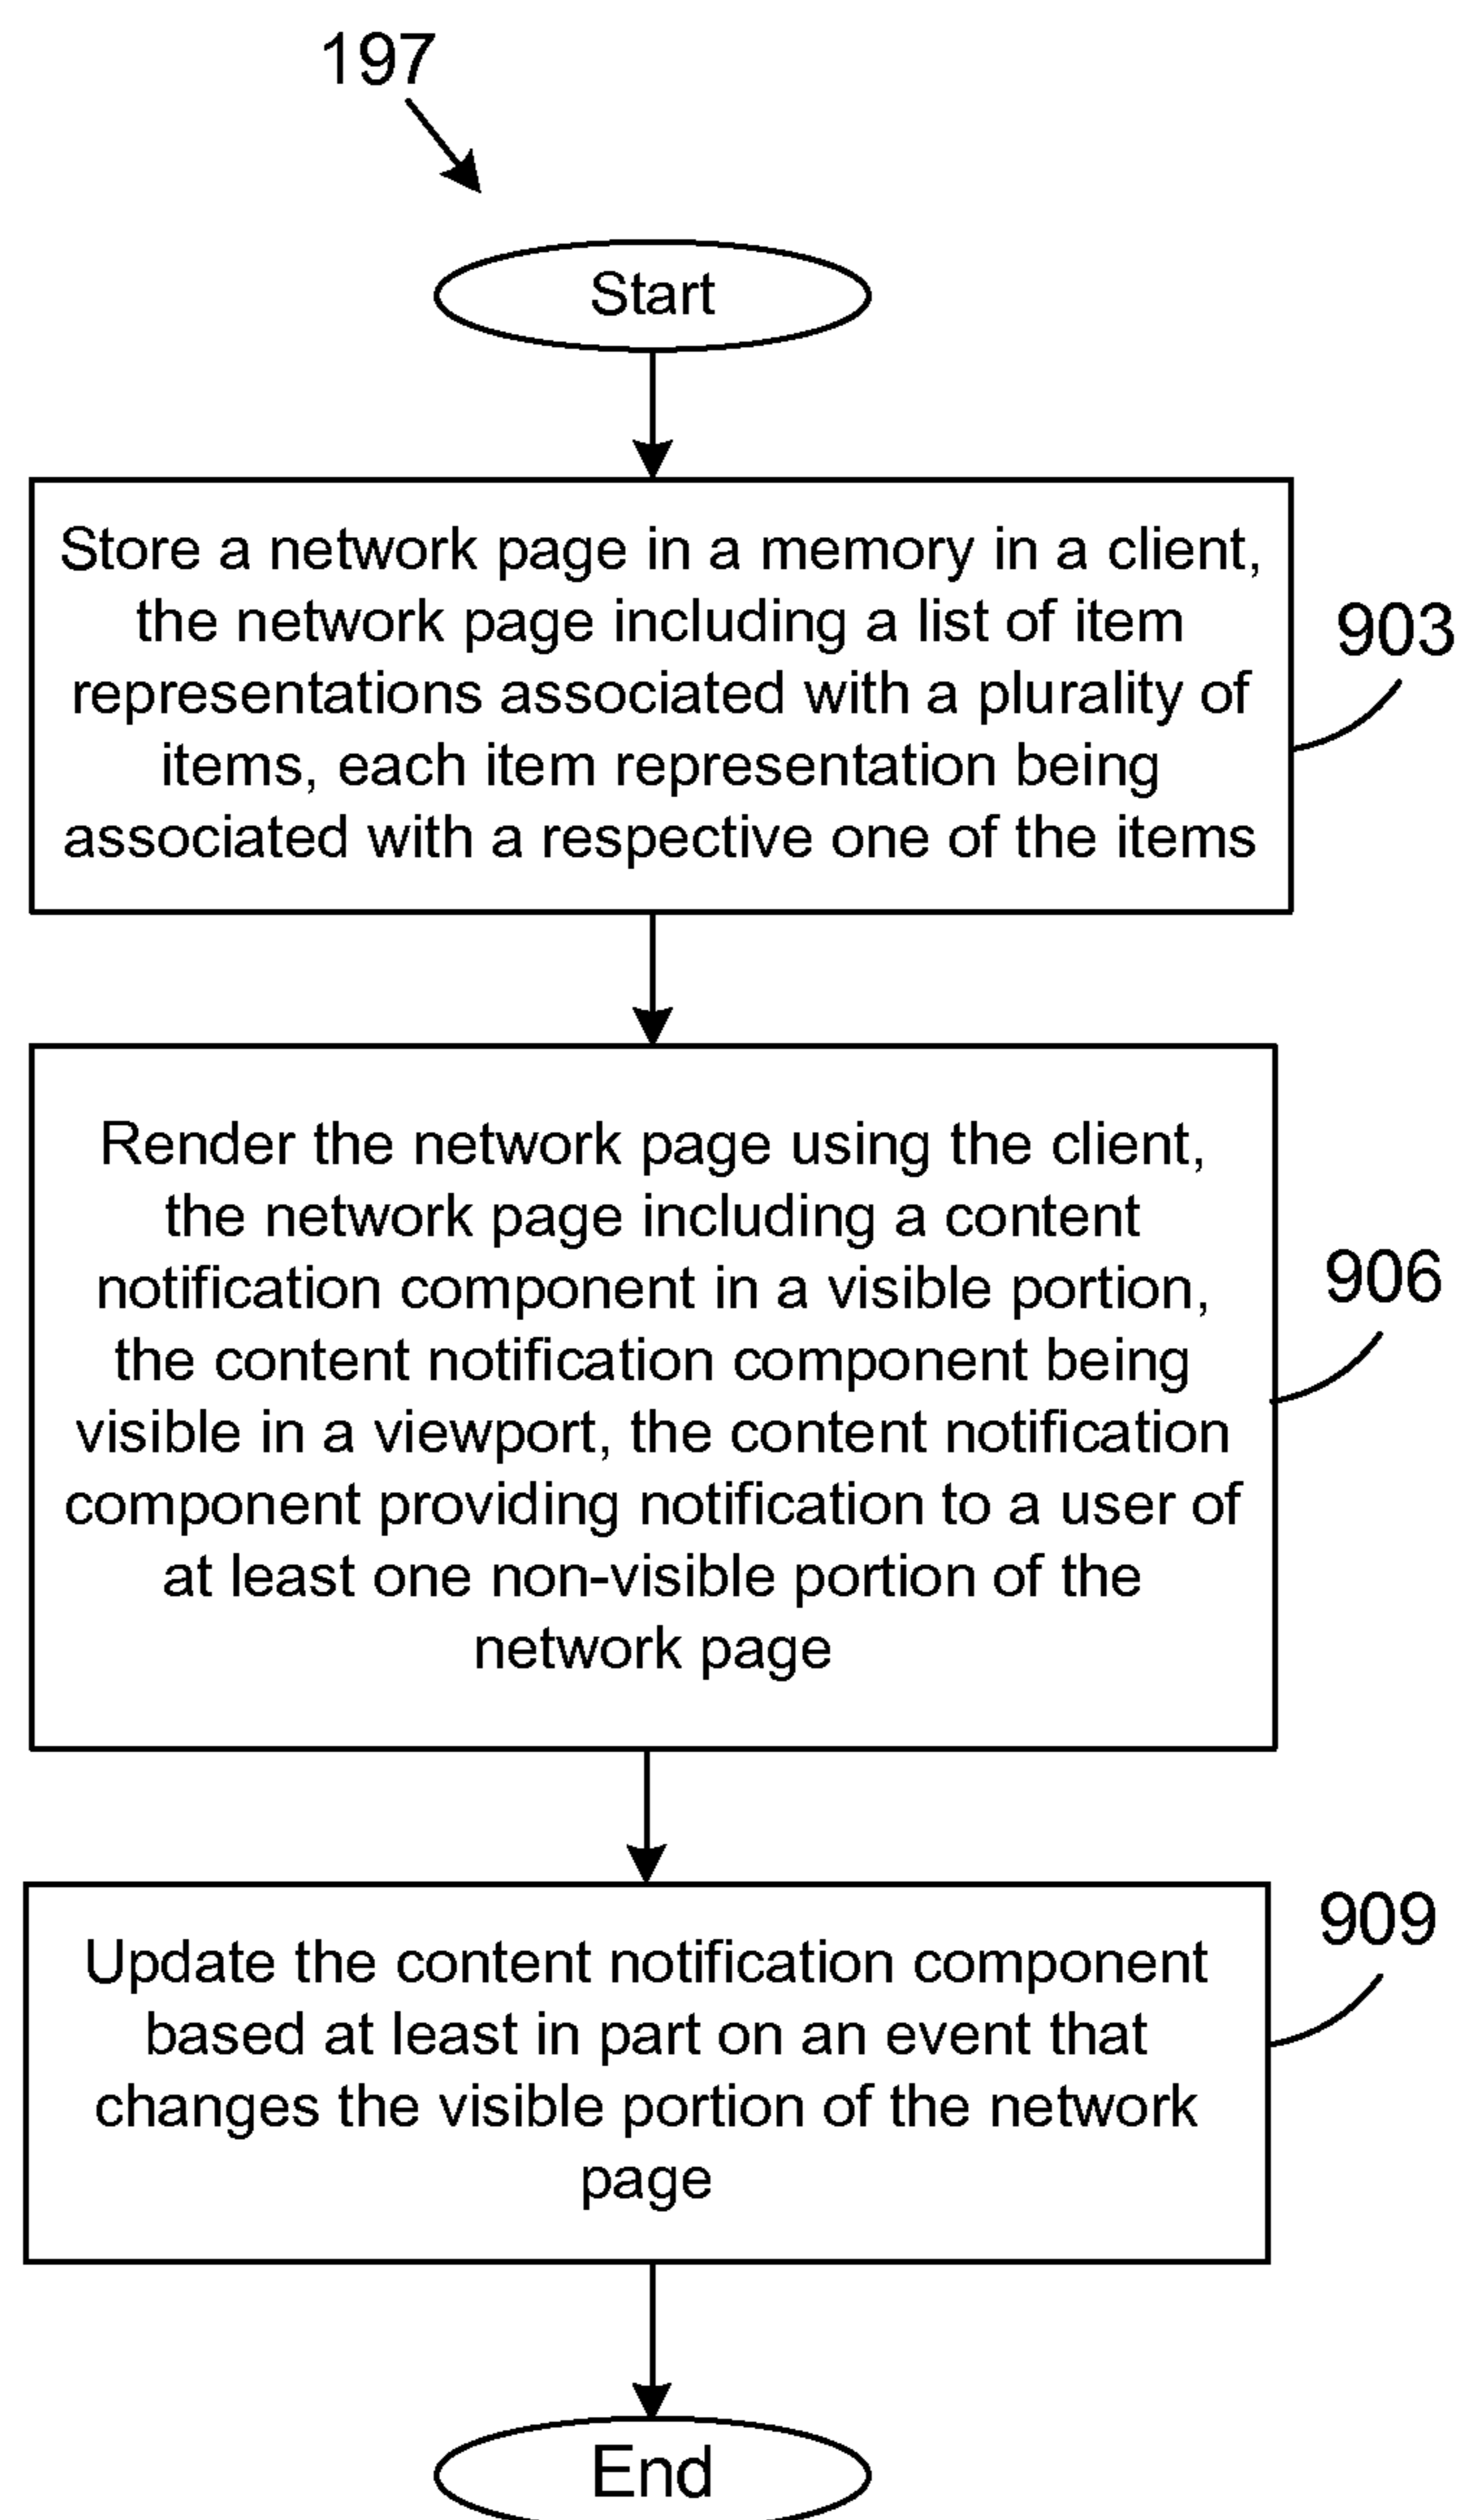 197
Start
Store a network page in a memory in a client,
the network page including a list of item
representations associated with a plurality of
items, each item representation being
associated with a respective one of the items
903
Render the network page using the client,
the network page including a content
notification component in a visible portion,
the content notification component being
visible in a viewport, the content notification
component providing notification to a user of
at least one non-visible portion of the
network page
906
Update the content notification component
based at least in part on an event that
changes the visible portion of the network
page
909
End